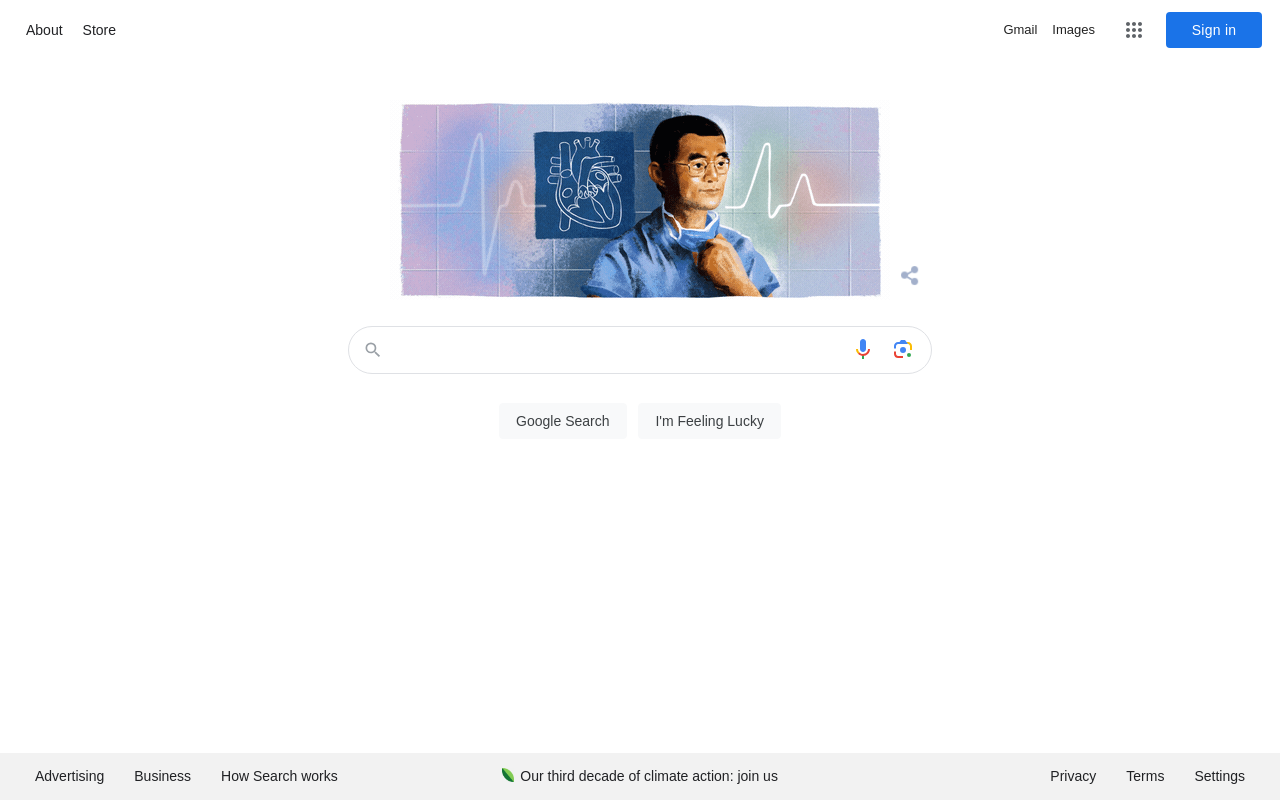 About Store Gmail Images Sign in
Google Search I'm Feeling Lucky
Our third decade of climate action: join us
Advertising Business How Search works Privacy Terms Settings